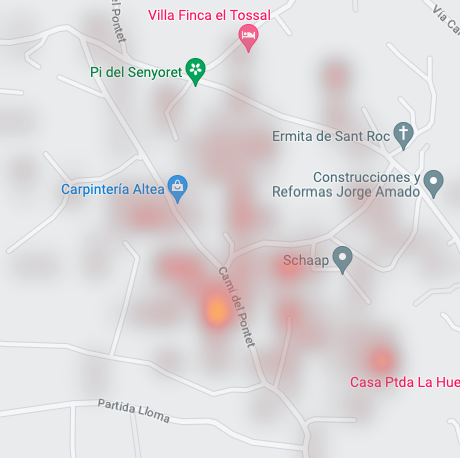 Villa Finca el Tossal
el Pontet
Via Ca
Pi del Senyoret
Ermita de Sant Roc
Construcciones y
Reformas Jorge Amado
Carpintería Altea
Schaap
Camí del Pontet
Casa Ptda La Hue
Partida Lloma